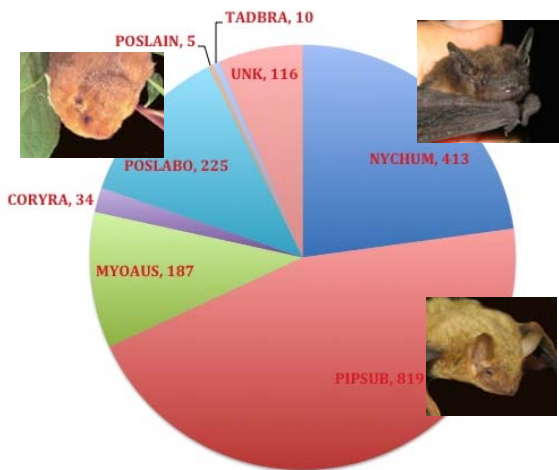 TADBRA, 10
POSLAIN, 5
UNK, 116
NYCHUM, 413
POSLABO, 225
CORYRA, 34
MYOAUS, 187
PIPSUB, 819